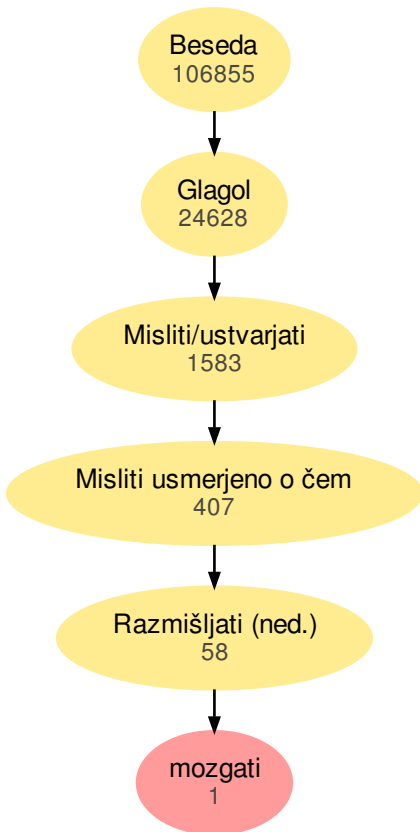 Beseda
106855
Glagol
24628
Misliti/ustvarjati
1583
Misliti usmerjeno o čem
407
Razmišljati (ned.)
58
mozgati
1